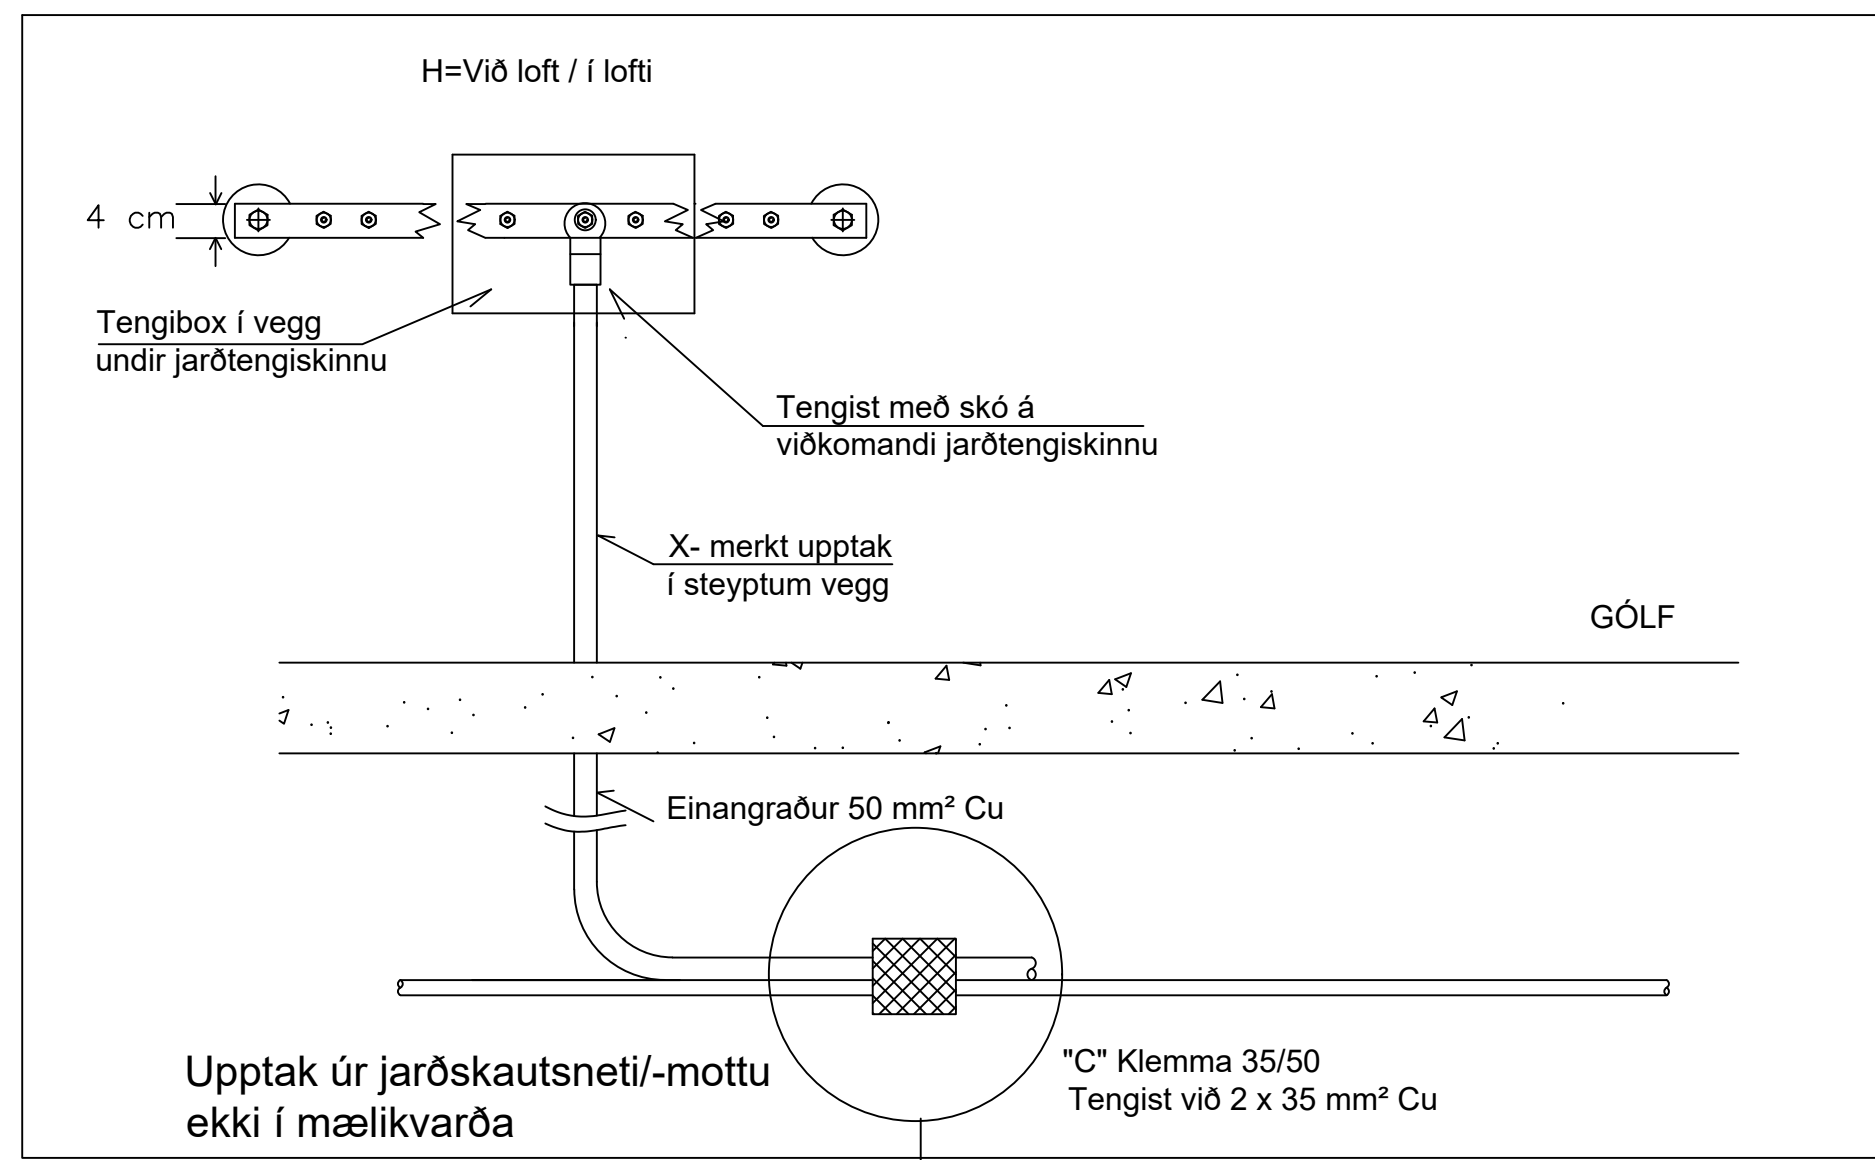 H=Við loft / í lofti
4 cm
Tengibox í vegg
undir jarðtengiskinnu
Tengist með skó á
viðkomandi jarðtengiskinnu
X- merkt upptak
í steyptum vegg
GÓLF
Einangraður 50 mm² Cu
"C" Klemma 35/50
Tengist við 2 x 35 mm² Cu
Upptak úr jarðskautsneti/-mottu
ekki í mælikvarða